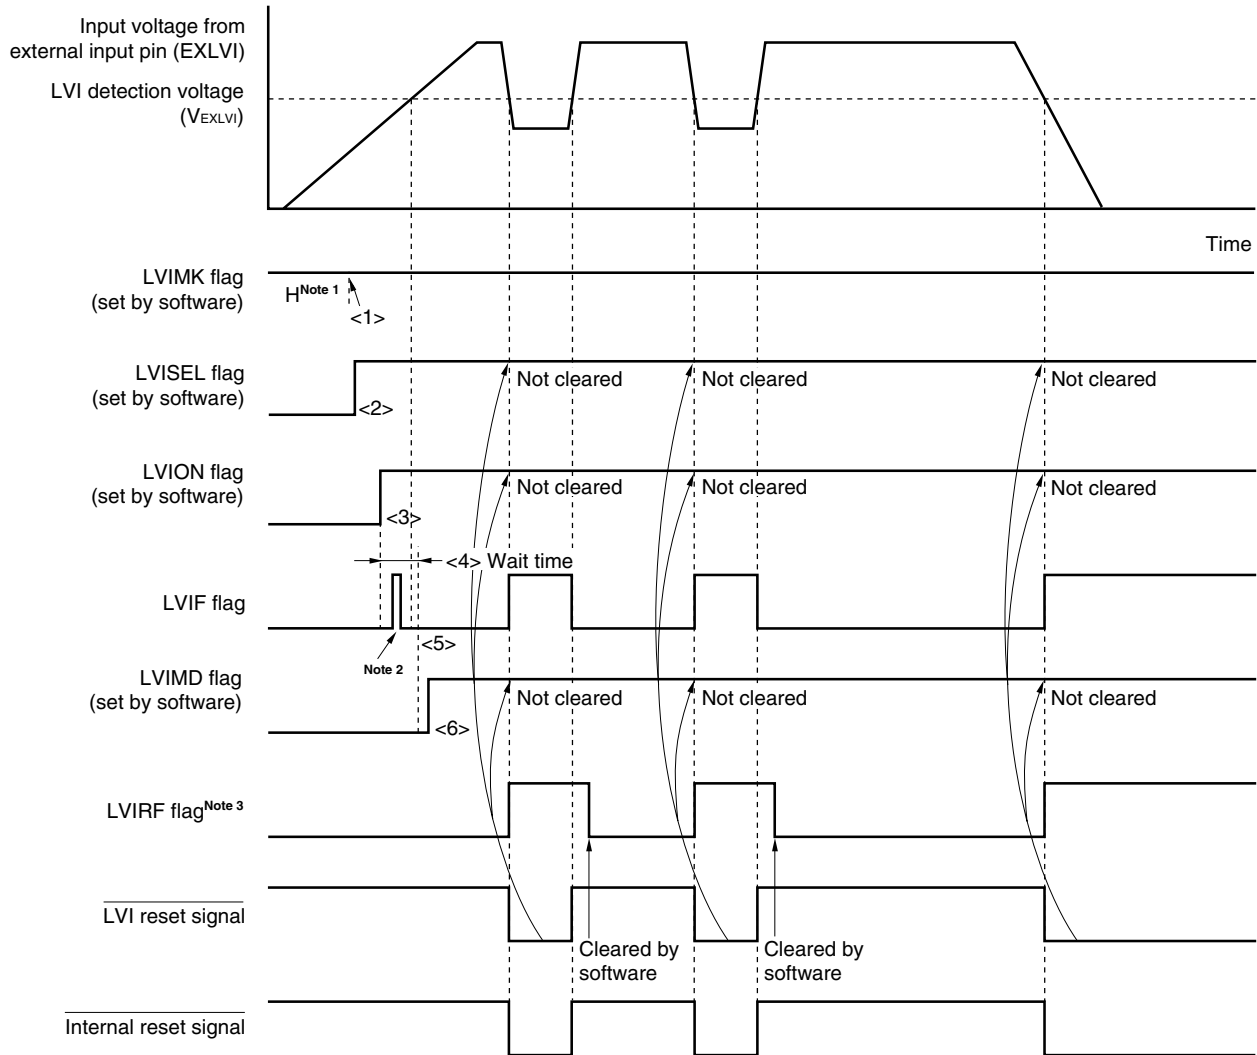 Input voltage from
external input pin (EXLVI)
LVI detection voltage
(VEXLVI)
Time
LVIMK flag
(set by software)
HNote 1
<1>
LVISEL flag
(set by software)
<2>
Not cleared
Not cleared
Not cleared
LVION flag
(set by software)
<3>
Not cleared
Not cleared
Not cleared
<4> Wait time
LVIF flag
Note 2
<5>
LVIMD flag
(set by software)
<6>
Not cleared
Not cleared
Not cleared
LVIRF flagNote 3
LVI reset signal
Cleared by
software
Cleared by
software
Internal reset signal